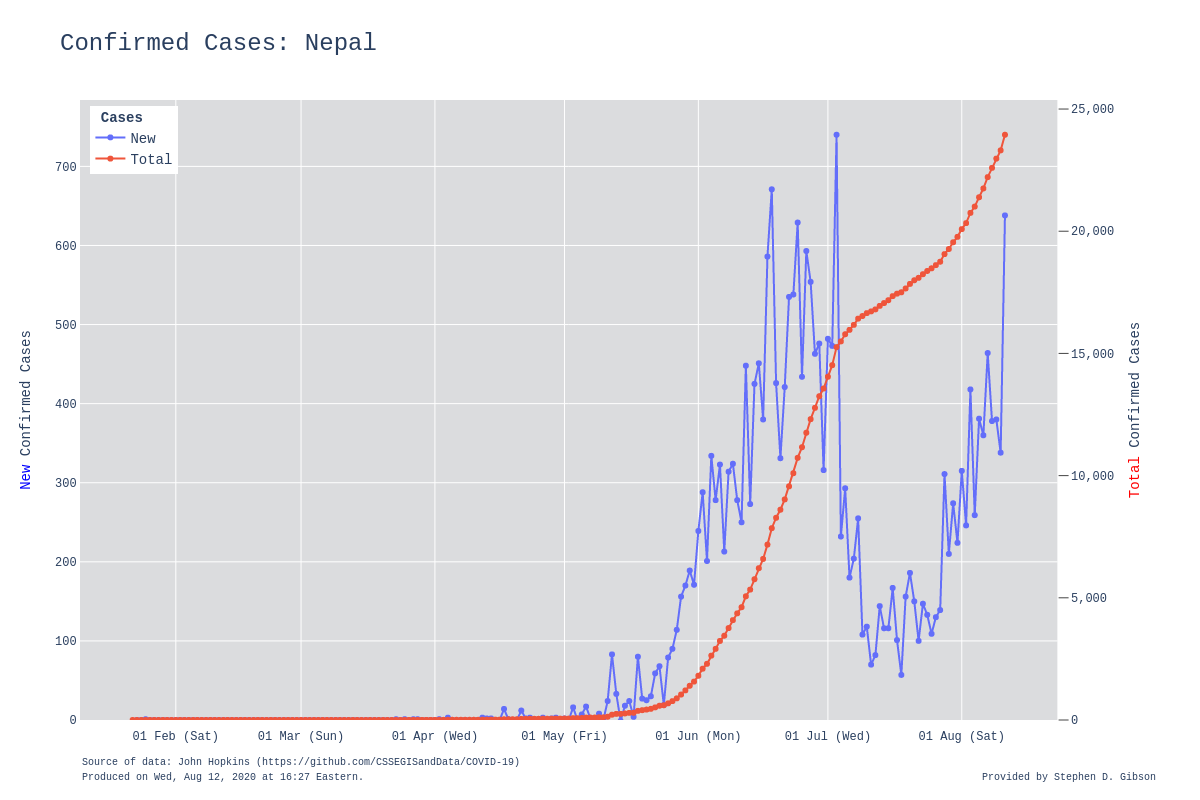 Confirmed Cases: Nepal
Cases
New
Total
700
600
500
400
300
200
100
0
25,000
20,000
15,000
10,000
5,000
0
New Confirmed Cases
Total Confirmed Cases
01 Feb (Sat)
01 Mar (Sun)
01 Apr (Wed)
01 May (Fri)
01 Jun (Mon)
01 Jul (Wed)
01 Aug (Sat)
Source of data: John Hopkins (https://github.com/CSSEGISandData/COVID-19)
Produced on Wed, Aug 12, 2020 at 16:27 Eastern.
Provided by Stephen D. Gibson